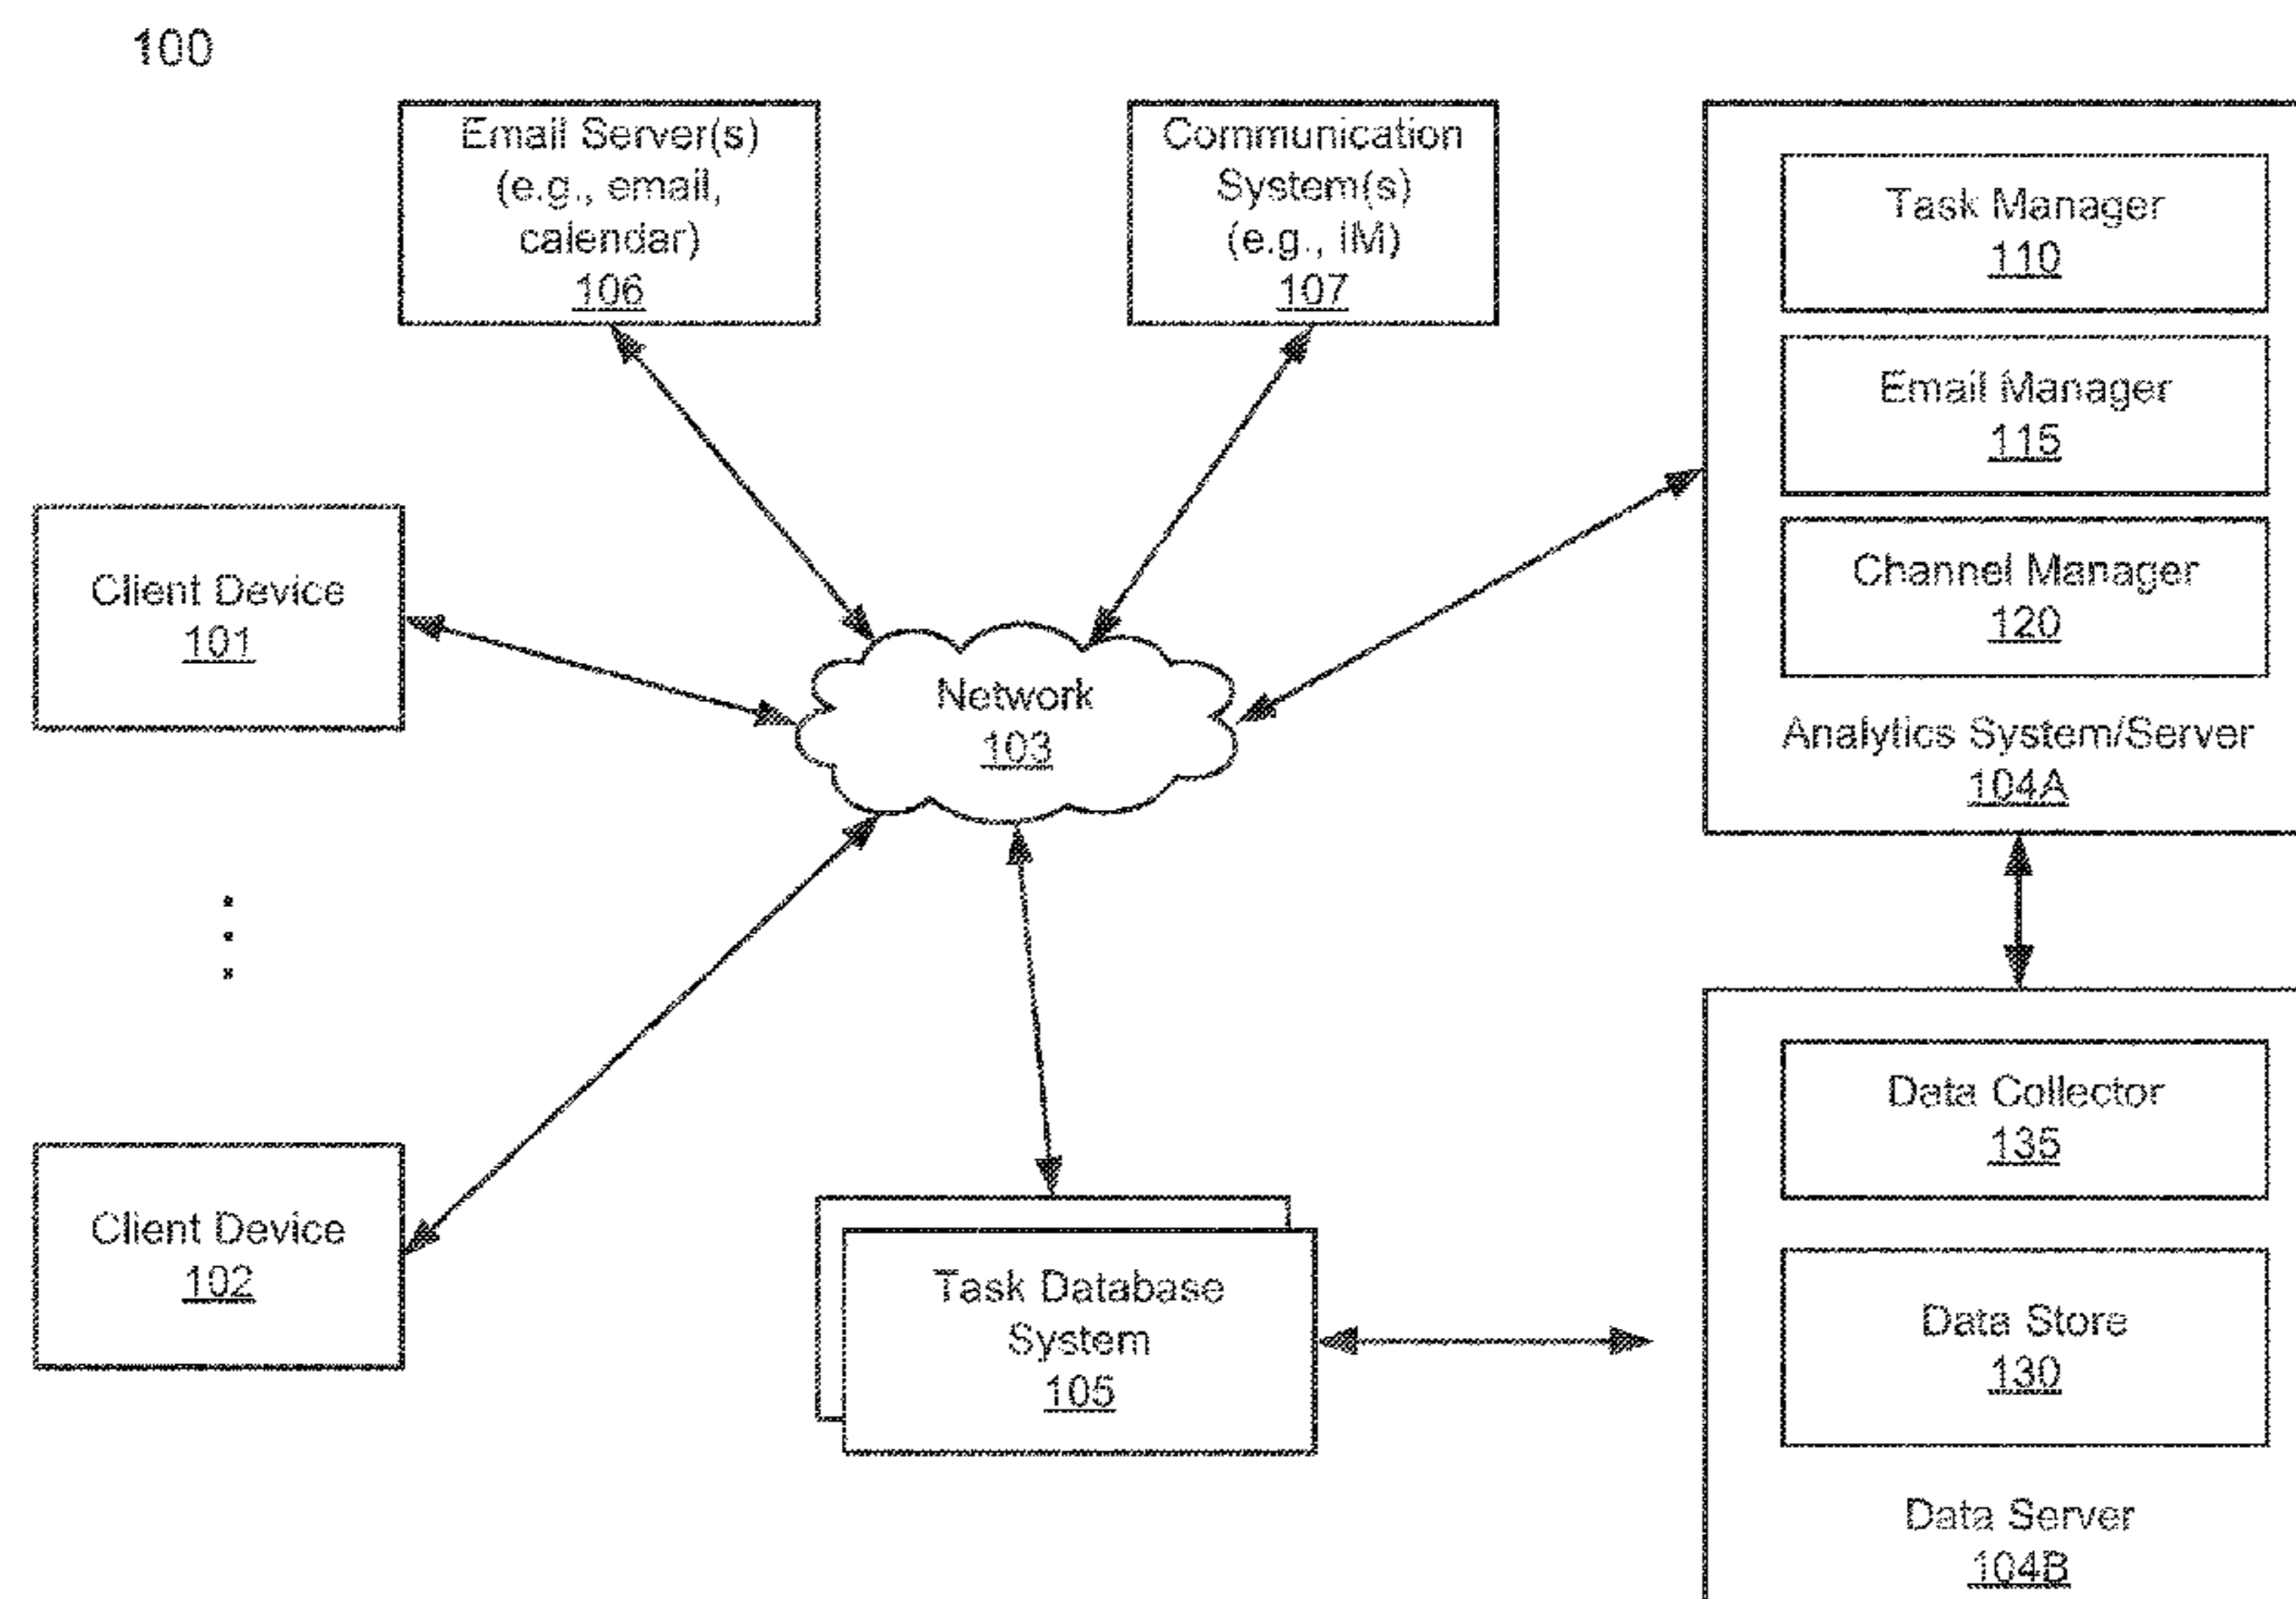 100
Email Server(s)
(e.g., email,
calendar)
106
Communication
System(s)
(e.g., IM)
107
Task Manager
110
Email Manager
115
Channel Manager
120
Analytics System/Server
104A
Client Device
101
Network
103
Client Device
102
Task Database
System
105
Data Collector
135
Data Store
130
Data Server
104B